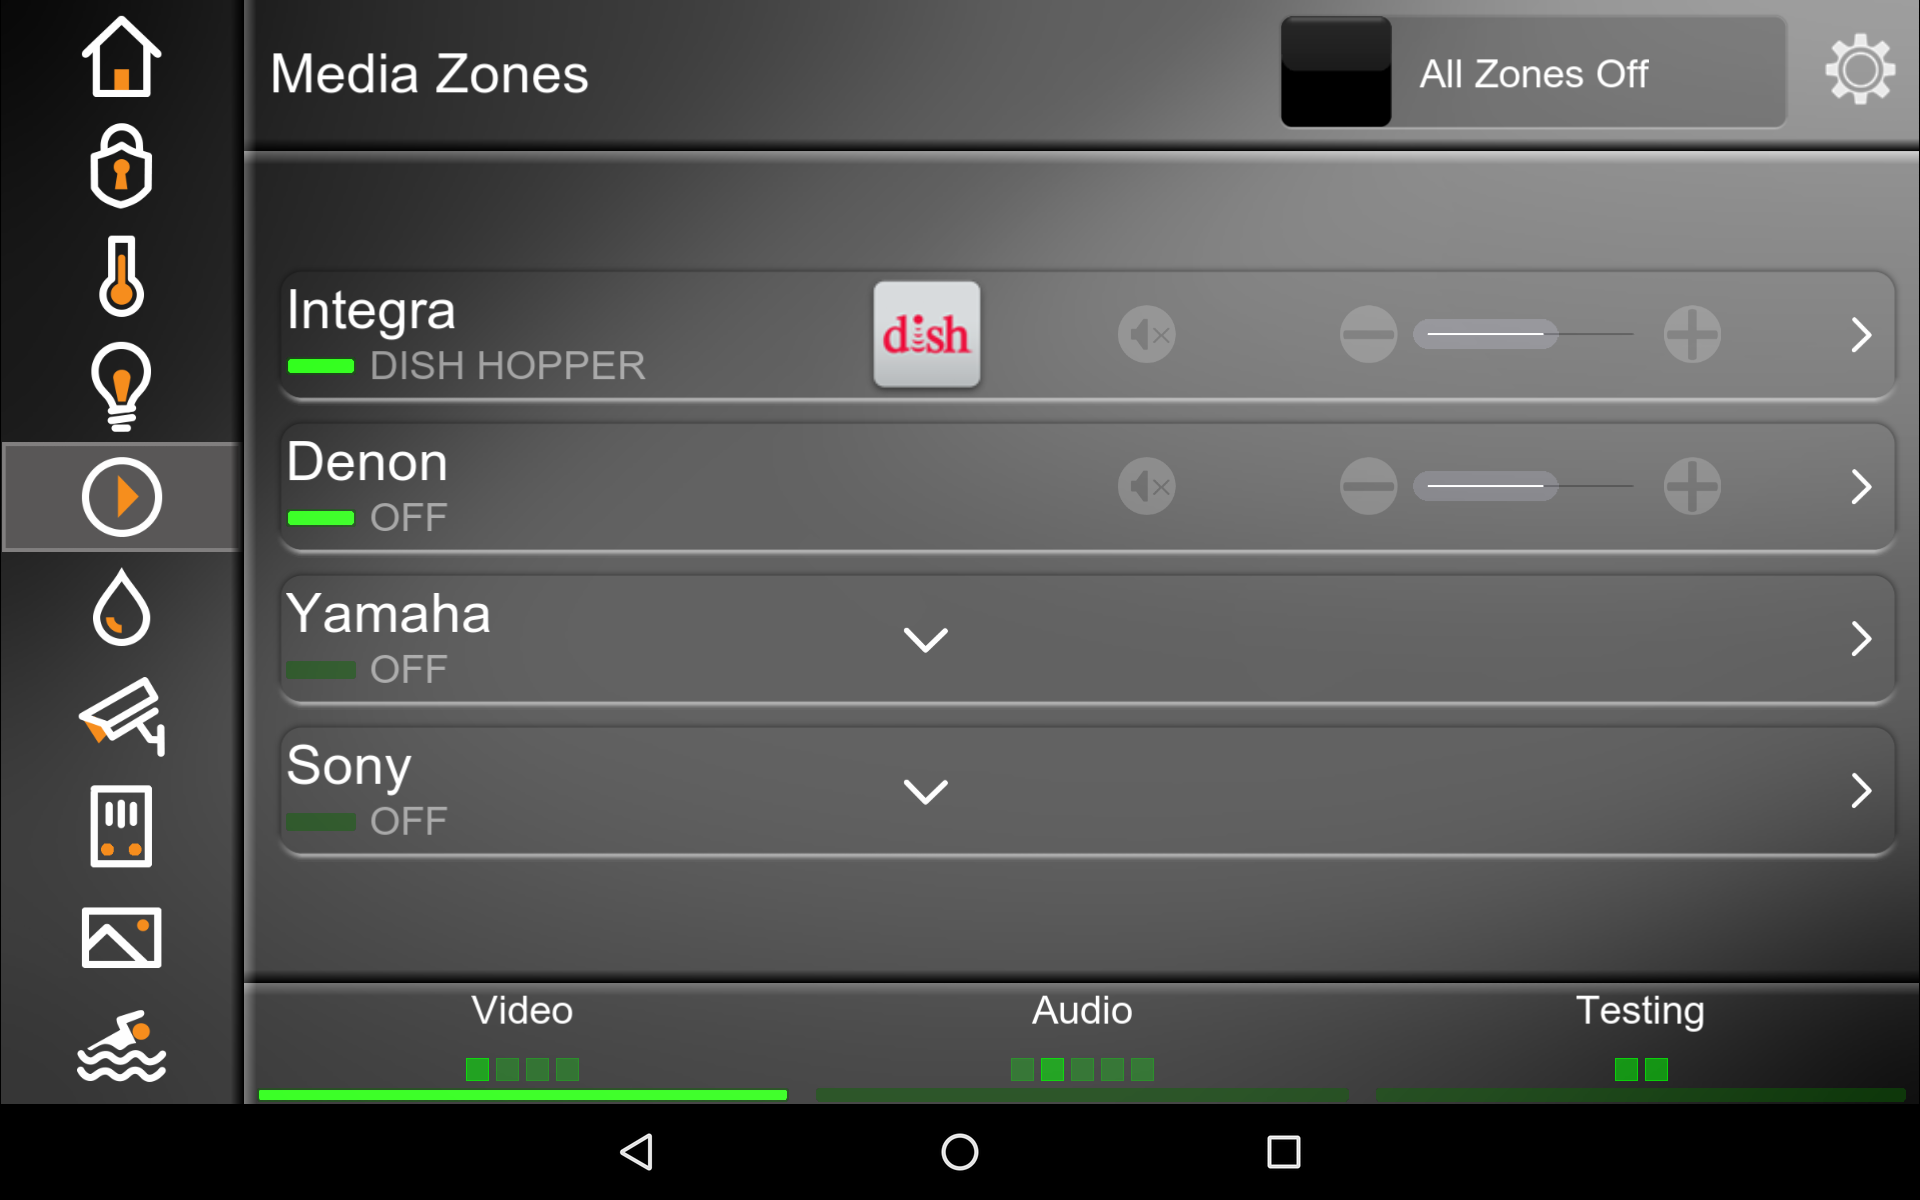 Media Zones
All Zones Off
Integra
DISH HOPPER
dish
Denon
OFF
Yamaha
OFF
Sony
OFF
Video
Audio
Testing